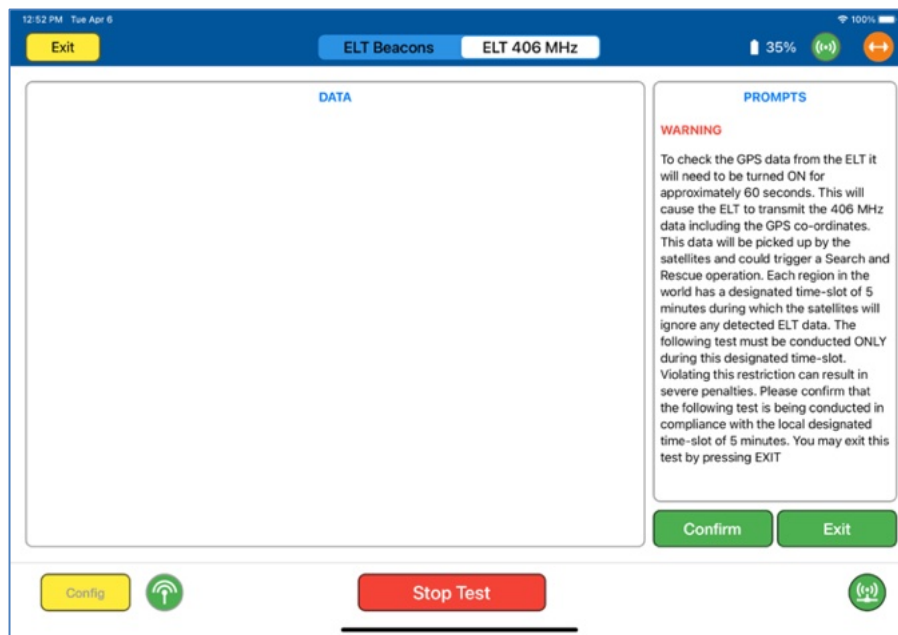 12:52 PM Tue Apr 6
100%
Exit
ELT Beacons
ELT 406 MHz
35%
DATA
PROMPTS
WARNING
To check the GPS data from the ELT it
will need to be turned ON for
approximately 60 seconds. This will
cause the ELT to transmit the 406 MHz
data including the GPS co-ordinates.
This data will be picked up by the
satellites and could trigger a Search and
Rescue operation. Each region in the
world has a designated time-slot of 5
minutes during which the satellites will
ignore any detected ELT data. The
following test must be conducted ONLY
during this designated time-slot.
Violating this restriction can result in
severe penalties. Please confirm that
the following test is being conducted in
compliance with the local designated
time-slot of 5 minutes. You may exit this
test by pressing EXIT
Confirm
Exit
Config
Stop Test